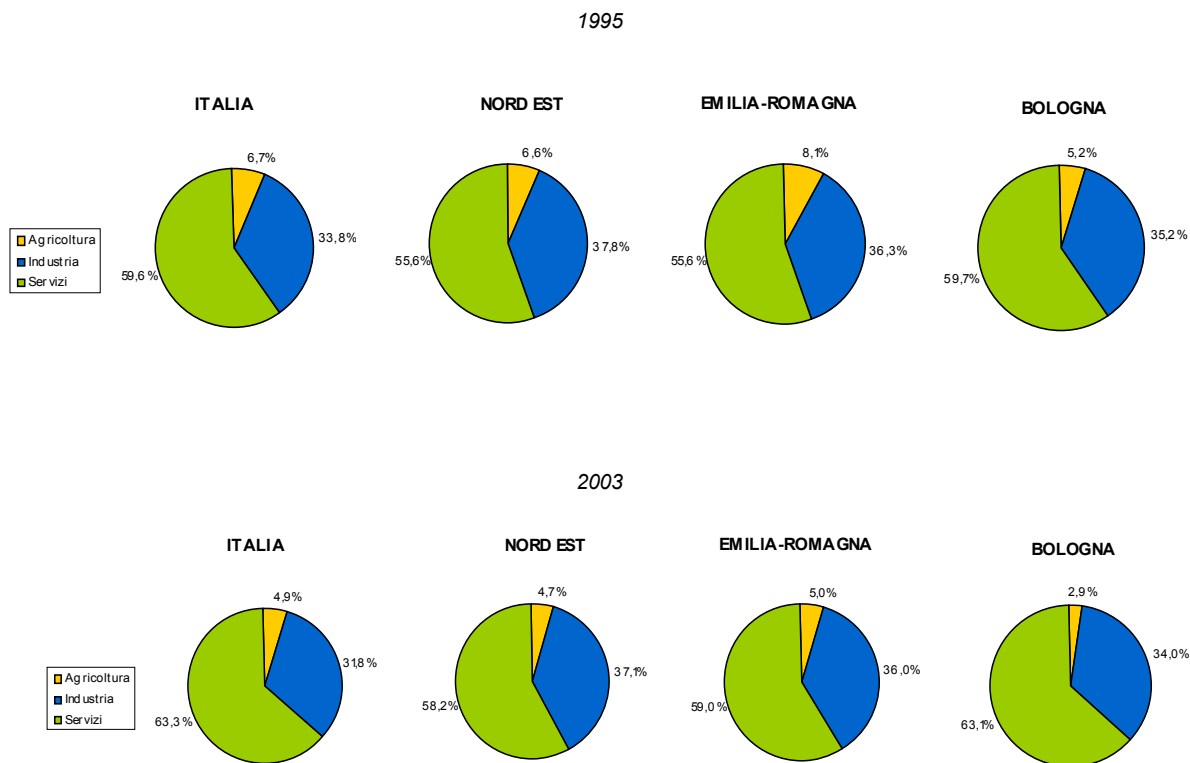 1995
ITALIA
NORD EST
EMILIA-ROMAGNA
BOLOGNA
6,7%
6,6%
8,1%
5,2%
Agricoltura
Industria
Servizi
33,8%
37,8%
36,3%
35,2%
59,6%
55,6%
55,6%
59,7%
2003
ITALIA
NORD EST
EMILIA-ROMAGNA
BOLOGNA
4,9%
4,7%
5,0%
2,9%
Agricoltura
Industria
Servizi
31,8%
37,1%
36,0%
34,0%
63,3%
58,2%
59,0%
63,1%